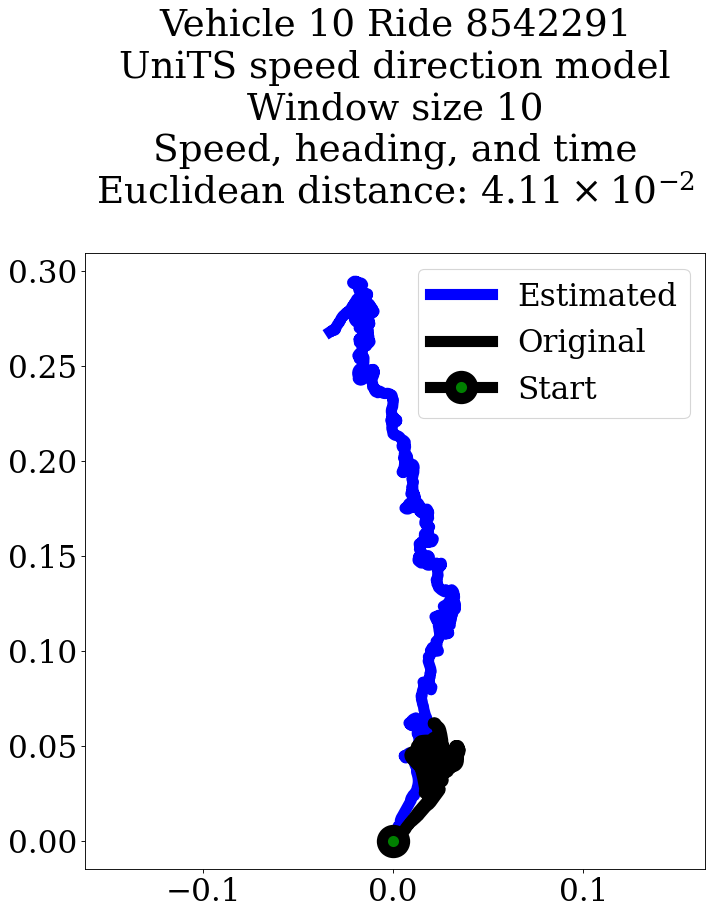 Vehicle 10 Ride 8542291
UniTS speed direction model
Window size 10
Speed, heading, and time
Euclidean distance: 4.11 × 10⁻²
0.30
0.25
0.20
0.15
0.10
0.05
0.00
−0.1
0.0
0.1
Estimated
Original
Start